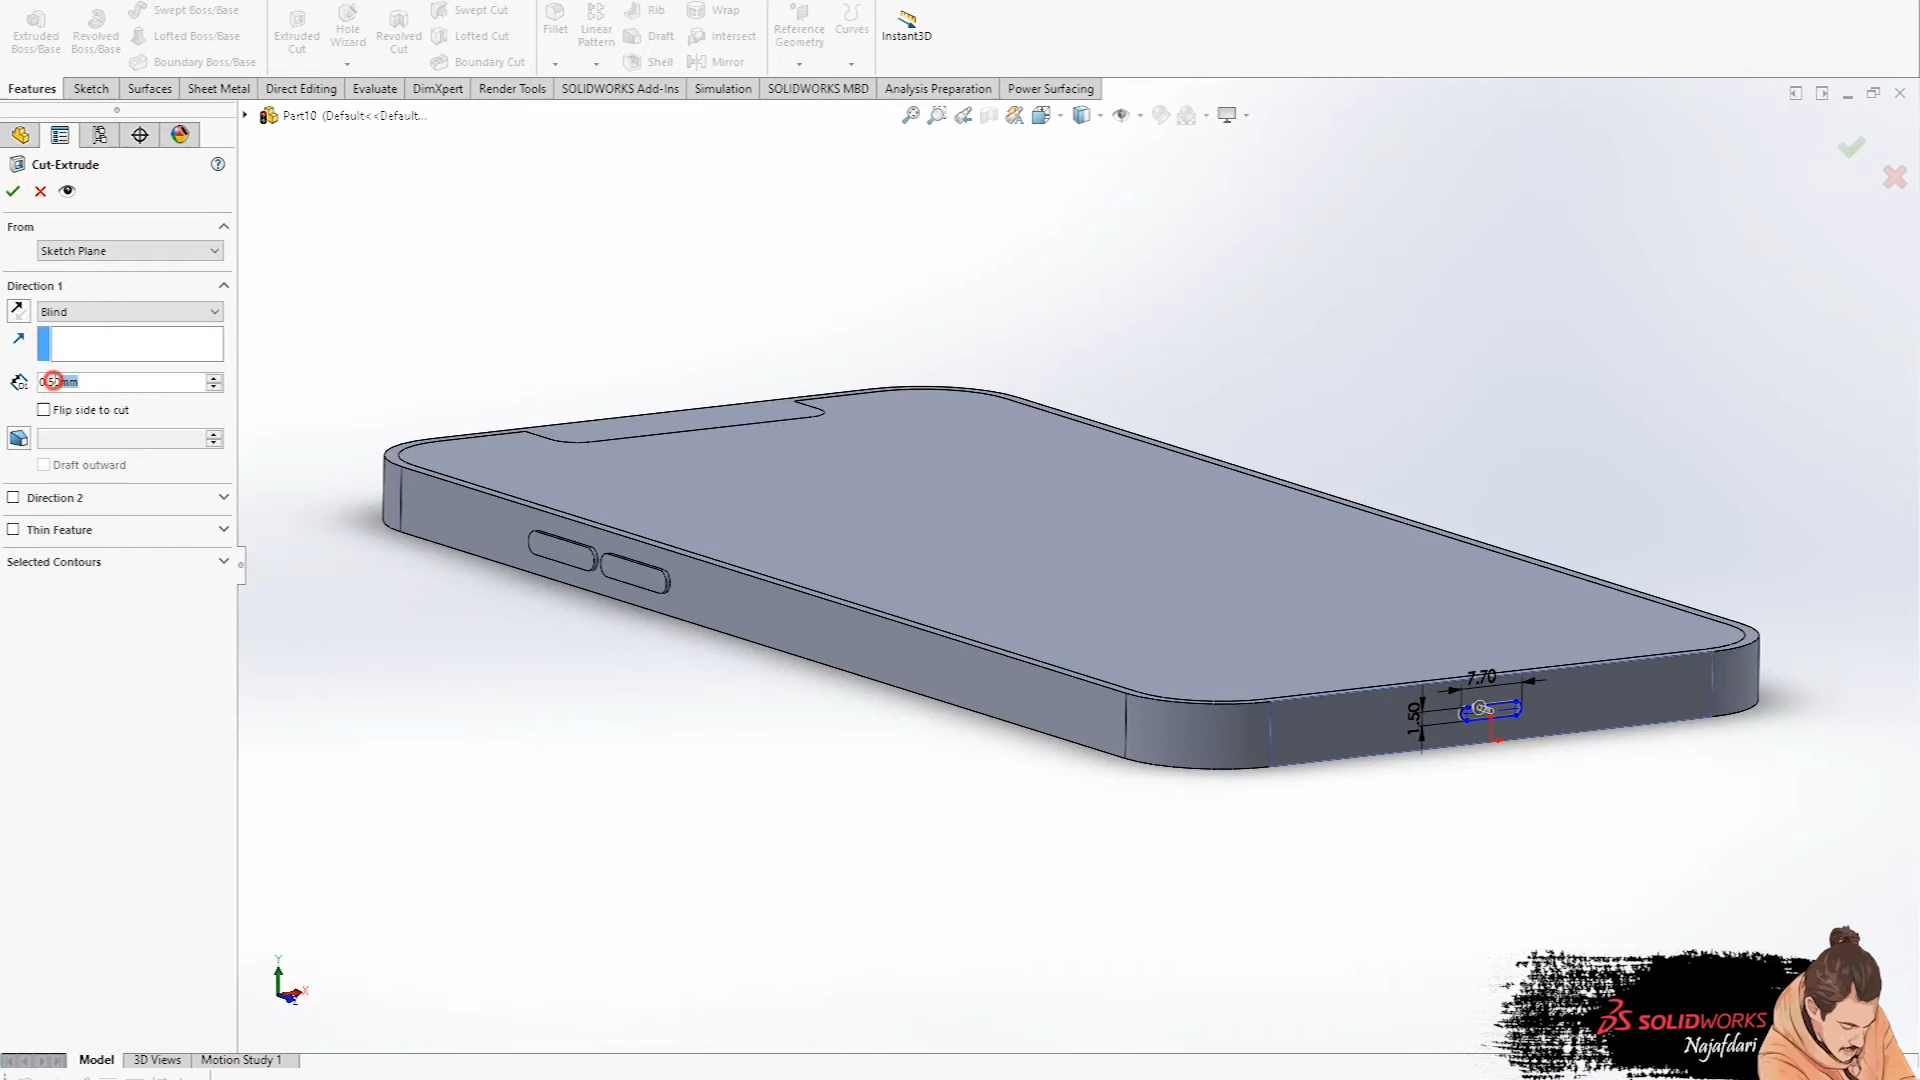 Extruded Boss/Base
Revolved Boss/Base
Swept Boss/Base
Lofted Boss/Base
Boundary Boss/Base
Extruded Cut
Hole Wizard
Revolved Cut
Swept Cut
Lofted Cut
Boundary Cut
Fillet
Linear Pattern
Rib
Draft
Shell
Wrap
Intersect
Mirror
Reference Geometry
Curves
Instant3D
Features
Sketch
Surfaces
Sheet Metal
Direct Editing
Evaluate
DimXpert
Render Tools
SOLIDWORKS Add-Ins
Simulation
SOLIDWORKS MBD
Analysis Preparation
Power Surfacing
Part10 (Default<<Default...
Cut-Extrude
From
Sketch Plane
Direction 1
Blind
0.50mm
Flip side to cut
Draft outward
Direction 2
Thin Feature
Selected Contours
7.70
1.50
Y
X
Z
SOLIDWORKS
Najafdari
Model
3D Views
Motion Study 1